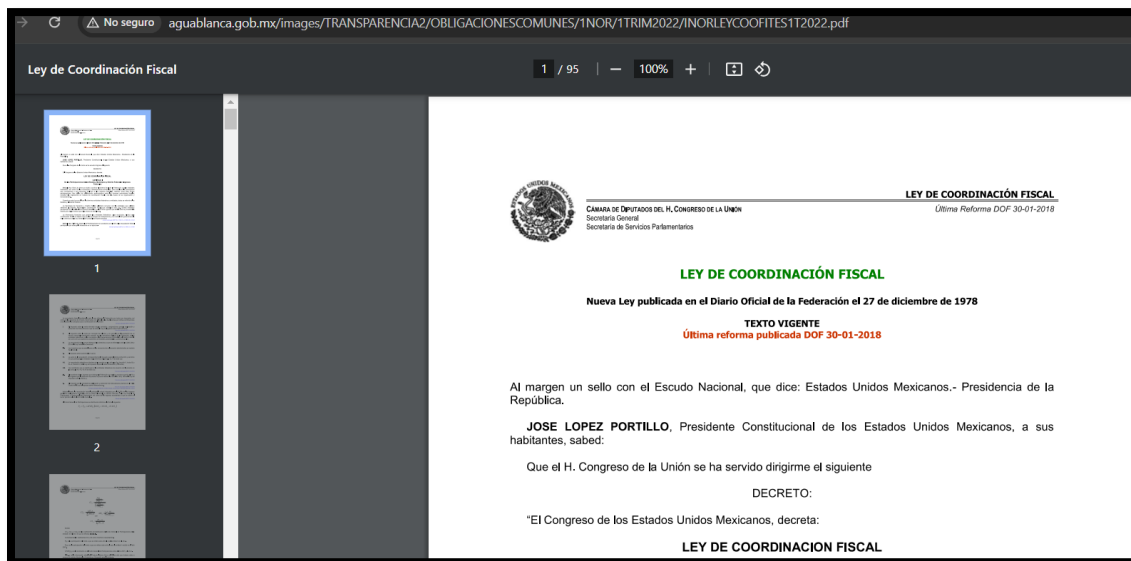 No seguro aguablanca.gob.mx/images/TRANSPARENCIA2/OBLIGACIONESCOMUNES/1NOR/1TRIM2022/INORLEYCOOFITES1T2022.pdf
Ley de Coordinación Fiscal
1 / 95 | − 100% +
1
2
ESTADOS UNIDOS MEXICANOS
LEY DE COORDINACIÓN FISCAL
CÁMARA DE DIPUTADOS DEL H. CONGRESO DE LA UNIÓN
Última Reforma DOF 30-01-2018
Secretaría General
Secretaría de Servicios Parlamentarios
LEY DE COORDINACIÓN FISCAL
Nueva Ley publicada en el Diario Oficial de la Federación el 27 de diciembre de 1978
TEXTO VIGENTE
Última reforma publicada DOF 30-01-2018
Al margen un sello con el Escudo Nacional, que dice: Estados Unidos Mexicanos.- Presidencia de la
República.
JOSE LOPEZ PORTILLO, Presidente Constitucional de los Estados Unidos Mexicanos, a sus
habitantes, sabed:
Que el H. Congreso de la Unión se ha servido dirigirme el siguiente
DECRETO:
“El Congreso de los Estados Unidos Mexicanos, decreta:
LEY DE COORDINACION FISCAL